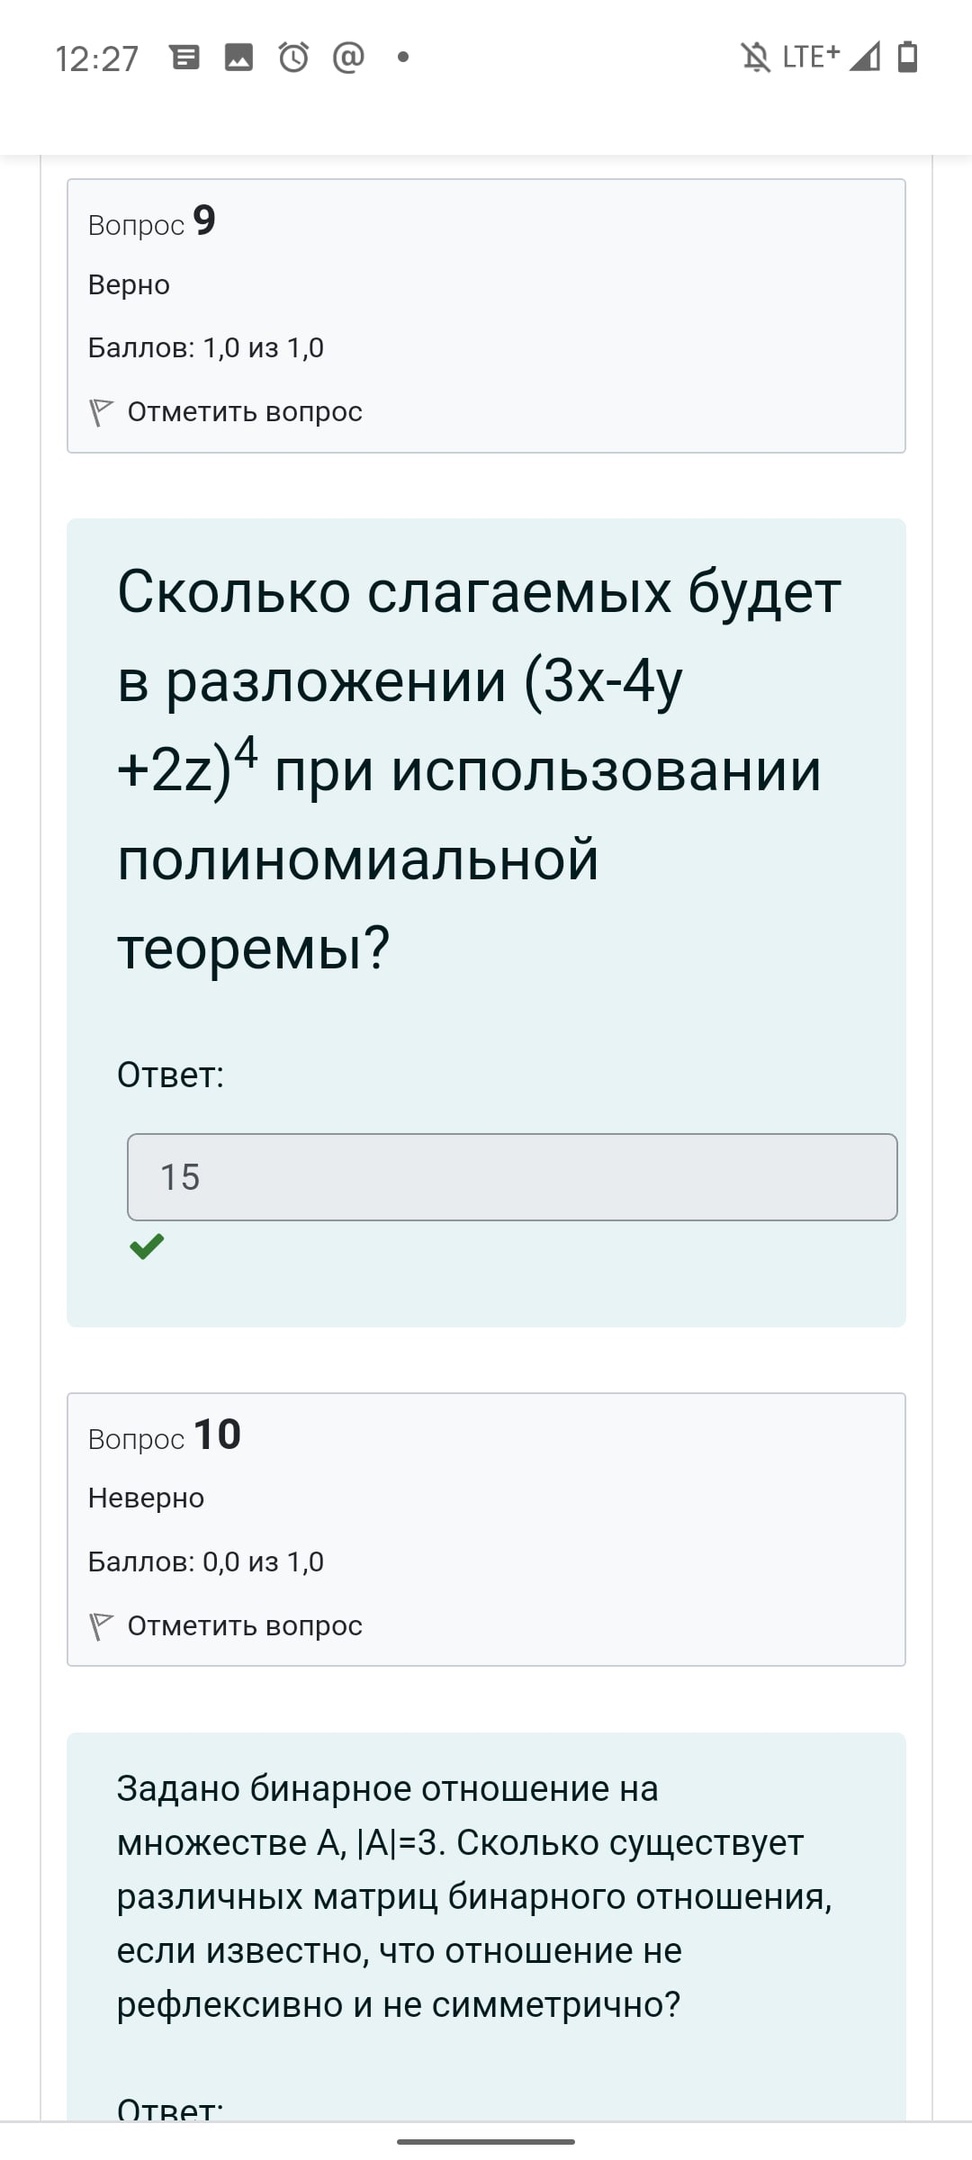 12:27 @ LTE+
Вопрос 9
Верно
Баллов: 1,0 из 1,0
Отметить вопрос
Сколько слагаемых будет
в разложении (3x-4y
+2z)⁴ при использовании
полиномиальной
теоремы?
Ответ:
15
Вопрос 10
Неверно
Баллов: 0,0 из 1,0
Отметить вопрос
Задано бинарное отношение на
множестве A, |A|=3. Сколько существует
различных матриц бинарного отношения,
если известно, что отношение не
рефлексивно и не симметрично?
Ответ: